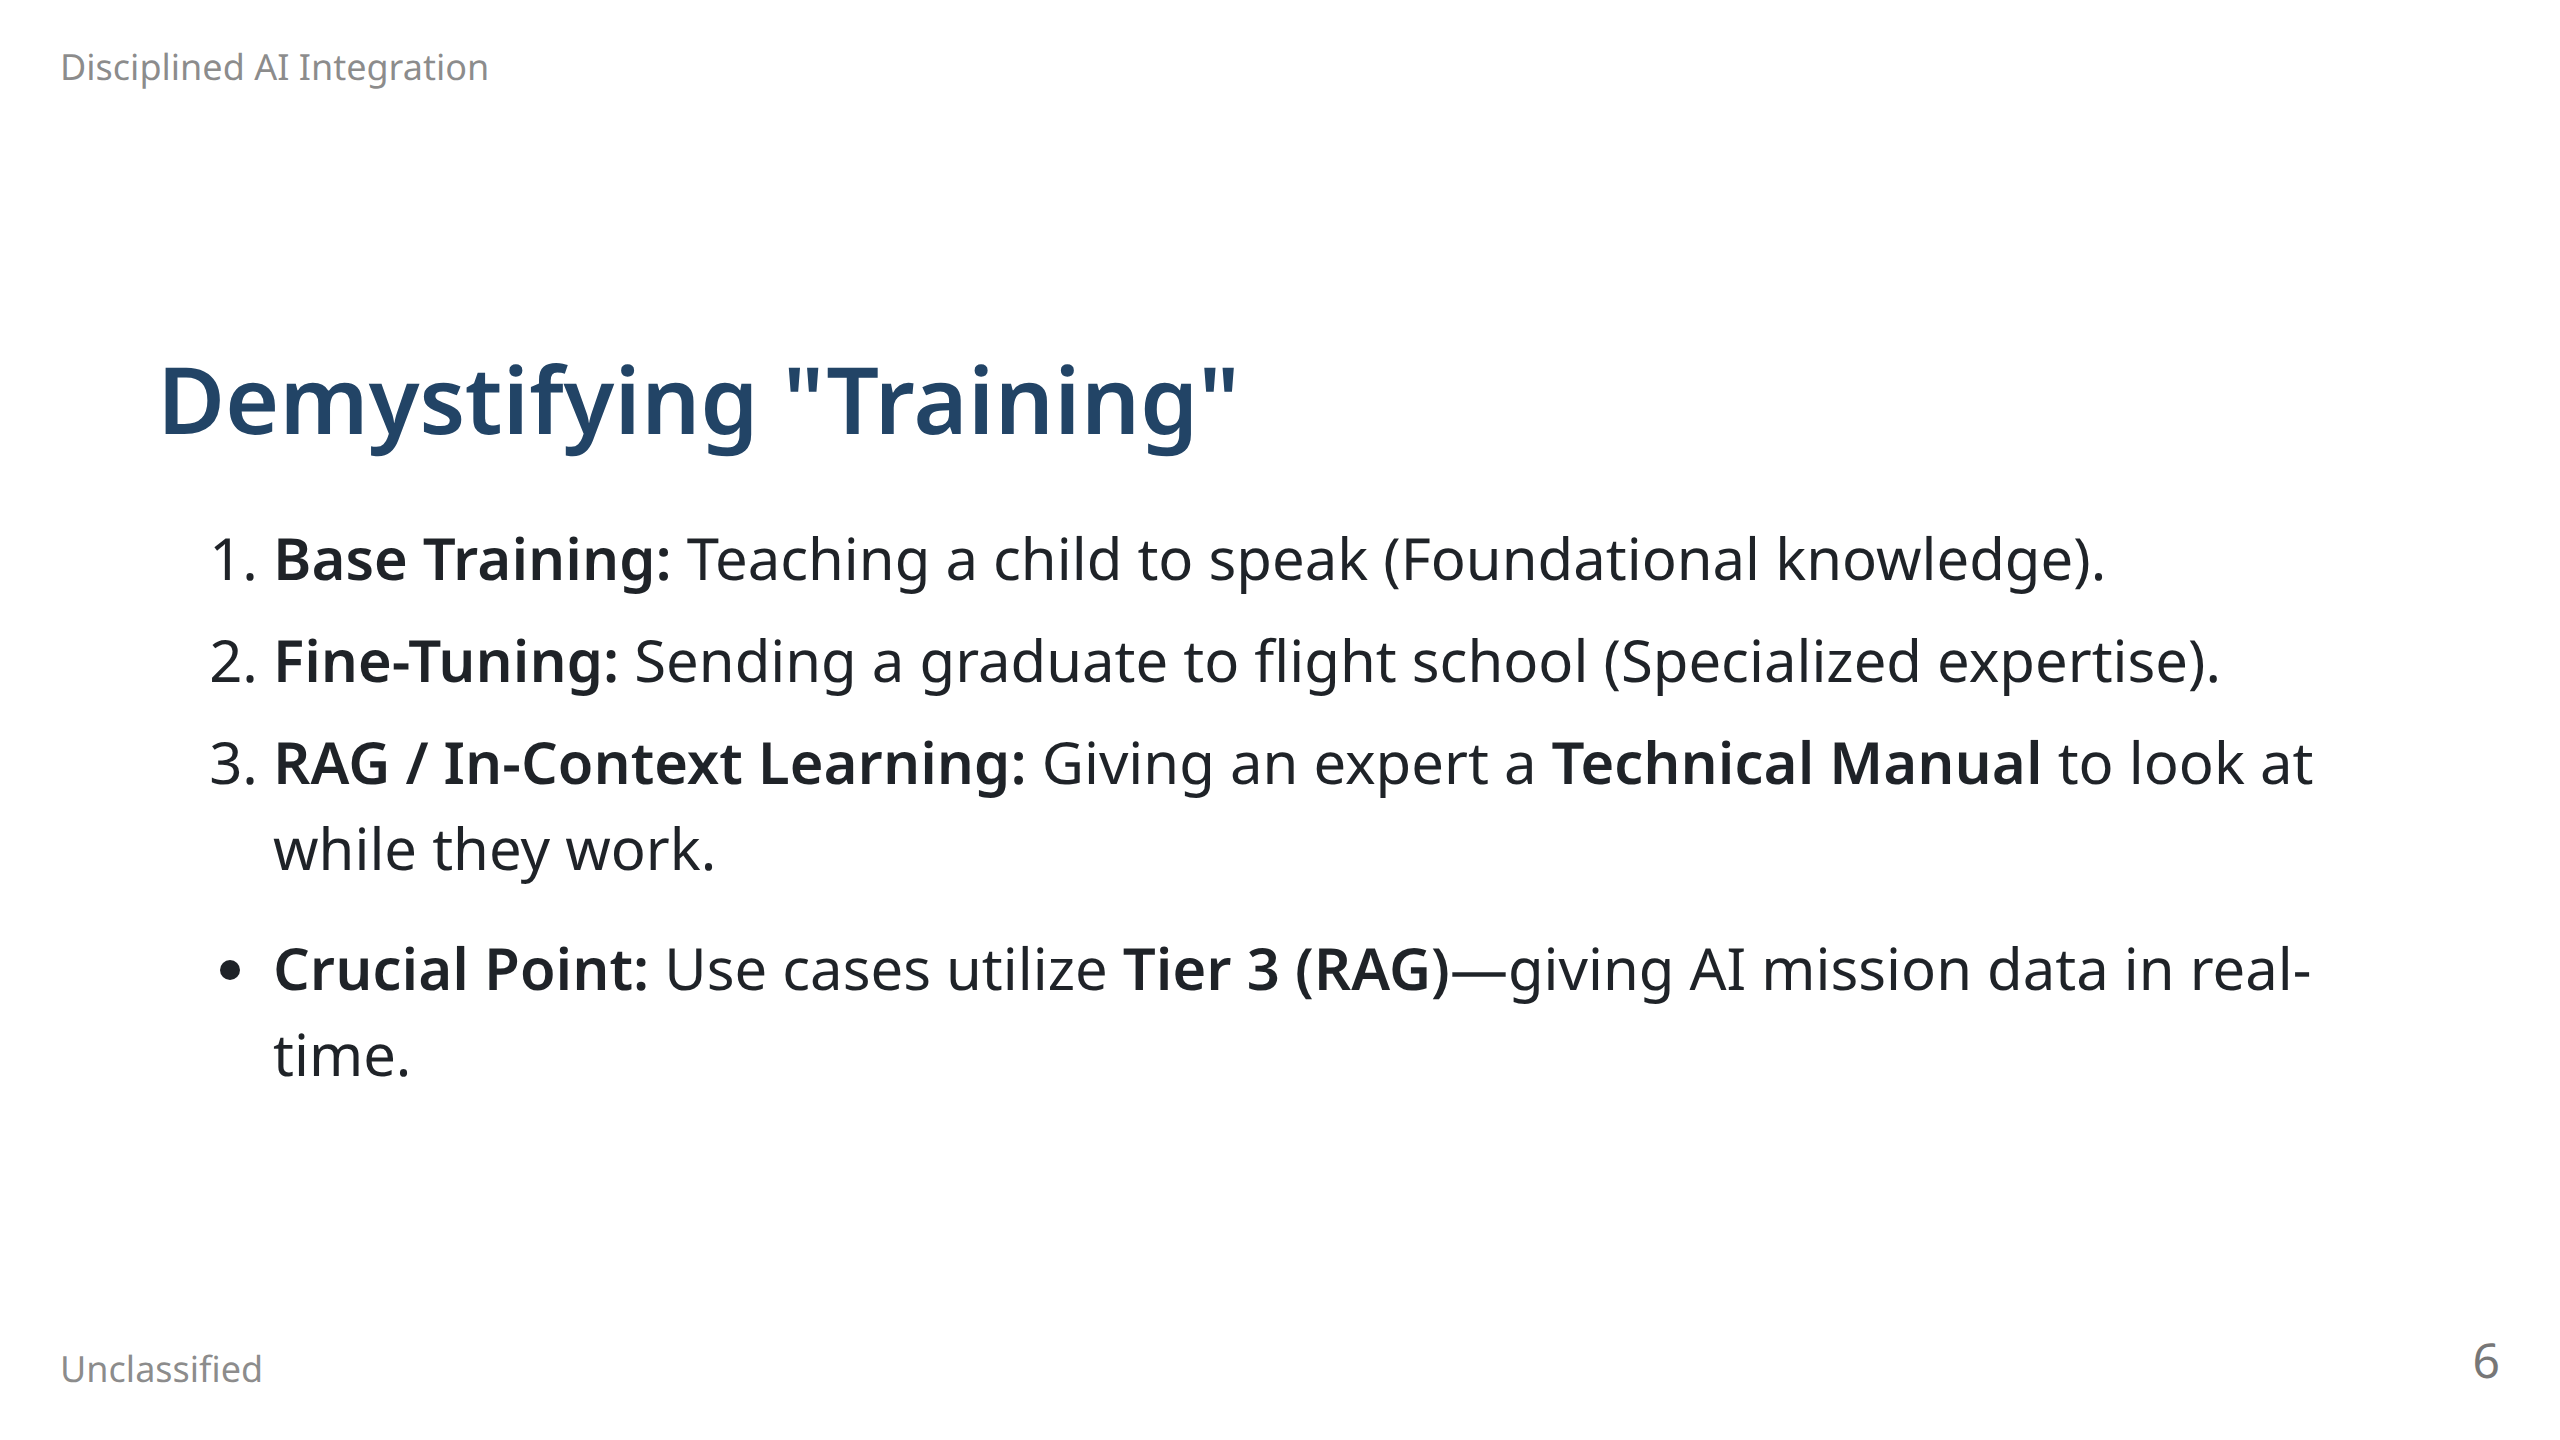 Disciplined AI Integration
Demystifying "Training"
1. Base Training: Teaching a child to speak (Foundational knowledge).
2. Fine-Tuning: Sending a graduate to flight school (Specialized expertise).
3. RAG / In-Context Learning: Giving an expert a Technical Manual to look at
while they work.
• Crucial Point: Use cases utilize Tier 3 (RAG)—giving AI mission data in real-
time.
Unclassified
6